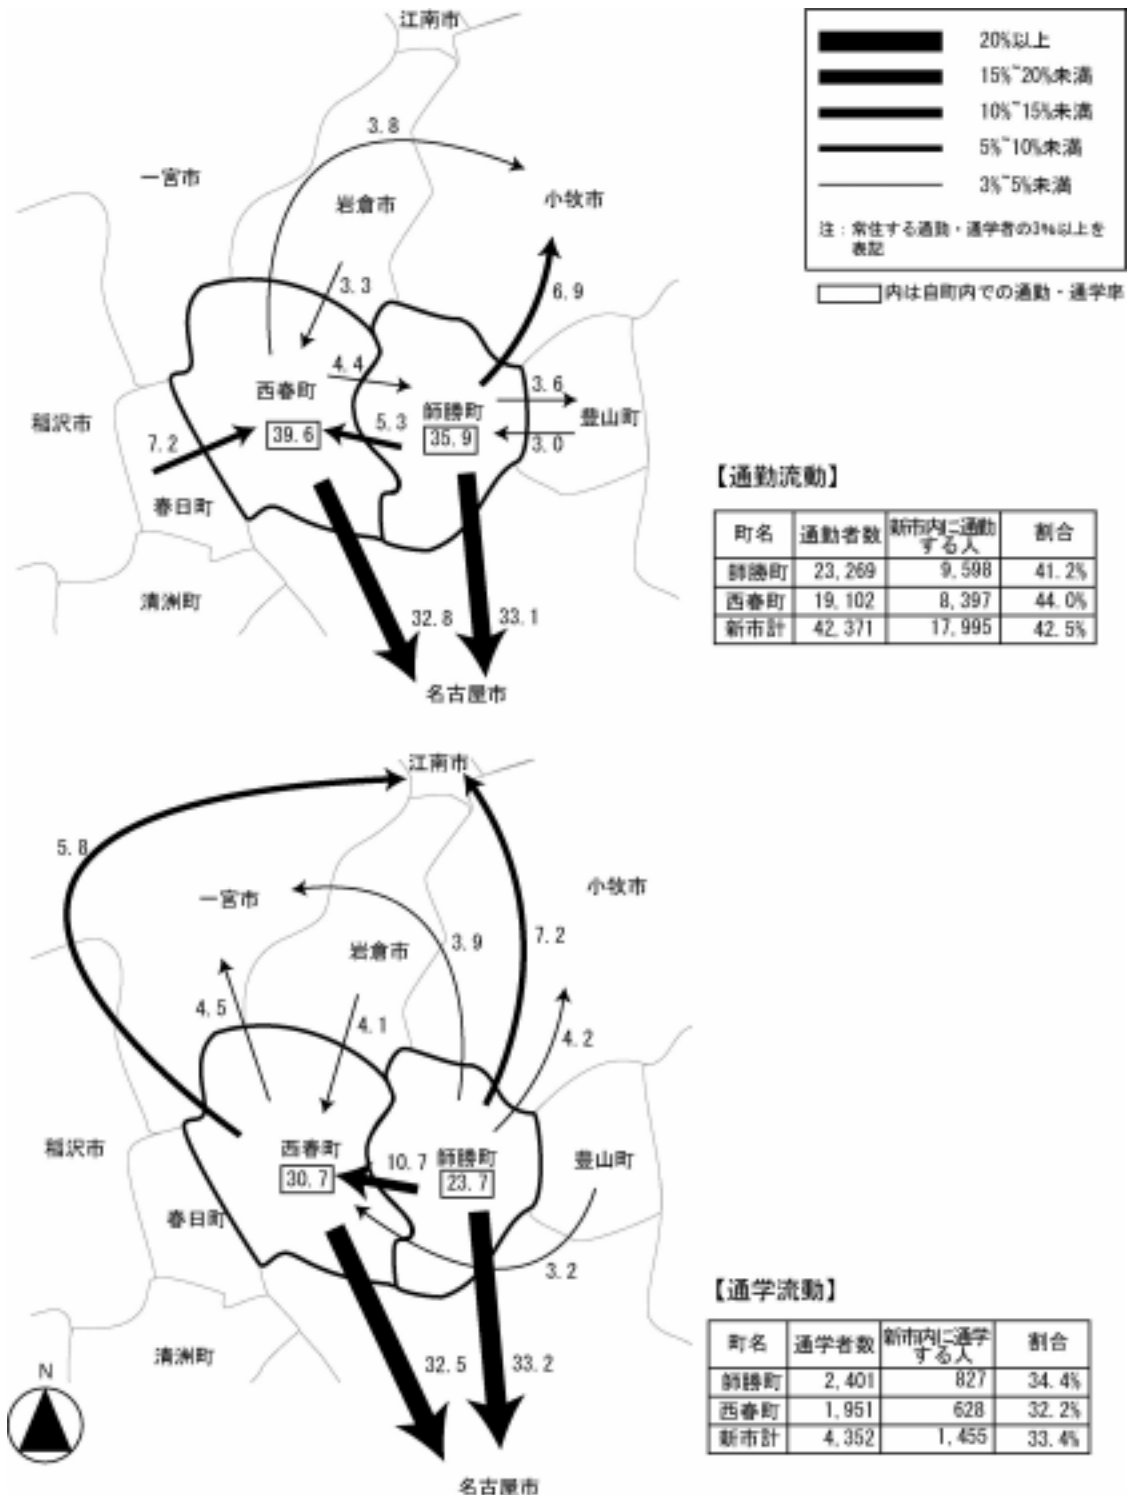 江南市
3.8
一宮市
岩倉市
小牧市
3.3
6.9
4.4
西春町
39.6
師勝町
35.9
5.3
3.6
豊山町
3.0
稲沢市
7.2
春日町
清洲町
32.8
33.1
名古屋市
20%以上
15%~20%未満
10%~15%未満
5%~10%未満
3%~5%未満
注：常住する通勤・通学者の3%以上を
表記
内は自町内での通勤・通学率
【通勤流動】
町名 通勤者数 新市内に通勤する人 割合
師勝町 23,269 9,598 41.2%
西春町 19,102 8,397 44.0%
新市計 42,371 17,995 42.5%
江南市
5.8
一宮市
小牧市
3.9
7.2
岩倉市
4.5
4.1
4.2
稲沢市
西春町
30.7
10.7
師勝町
23.7
豊山町
春日町
3.2
清洲町
32.5
33.2
名古屋市
N
【通学流動】
町名 通学者数 新市内に通学する人 割合
師勝町 2,401 827 34.4%
西春町 1,951 628 32.2%
新市計 4,352 1,455 33.4%